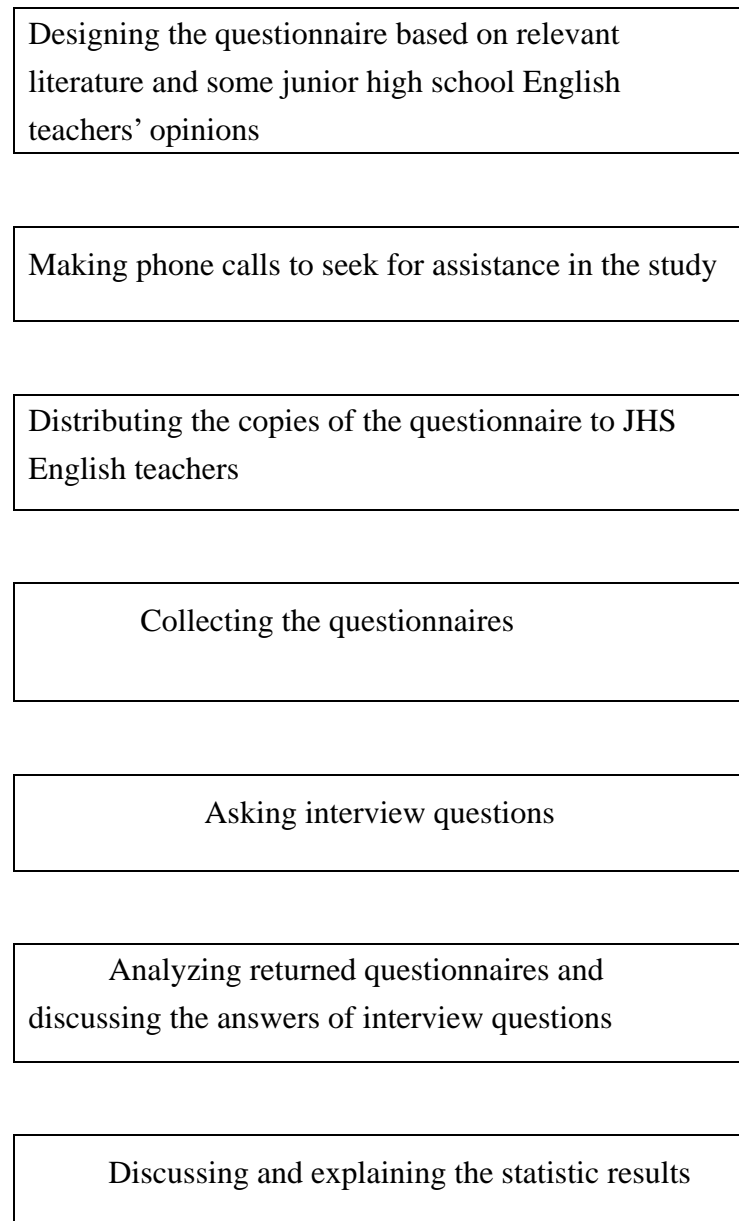 Designing the questionnaire based on relevant
literature and some junior high school English
teachers’ opinions
Making phone calls to seek for assistance in the study
Distributing the copies of the questionnaire to JHS
English teachers
Collecting the questionnaires
Asking interview questions
Analyzing returned questionnaires and
discussing the answers of interview questions
Discussing and explaining the statistic results